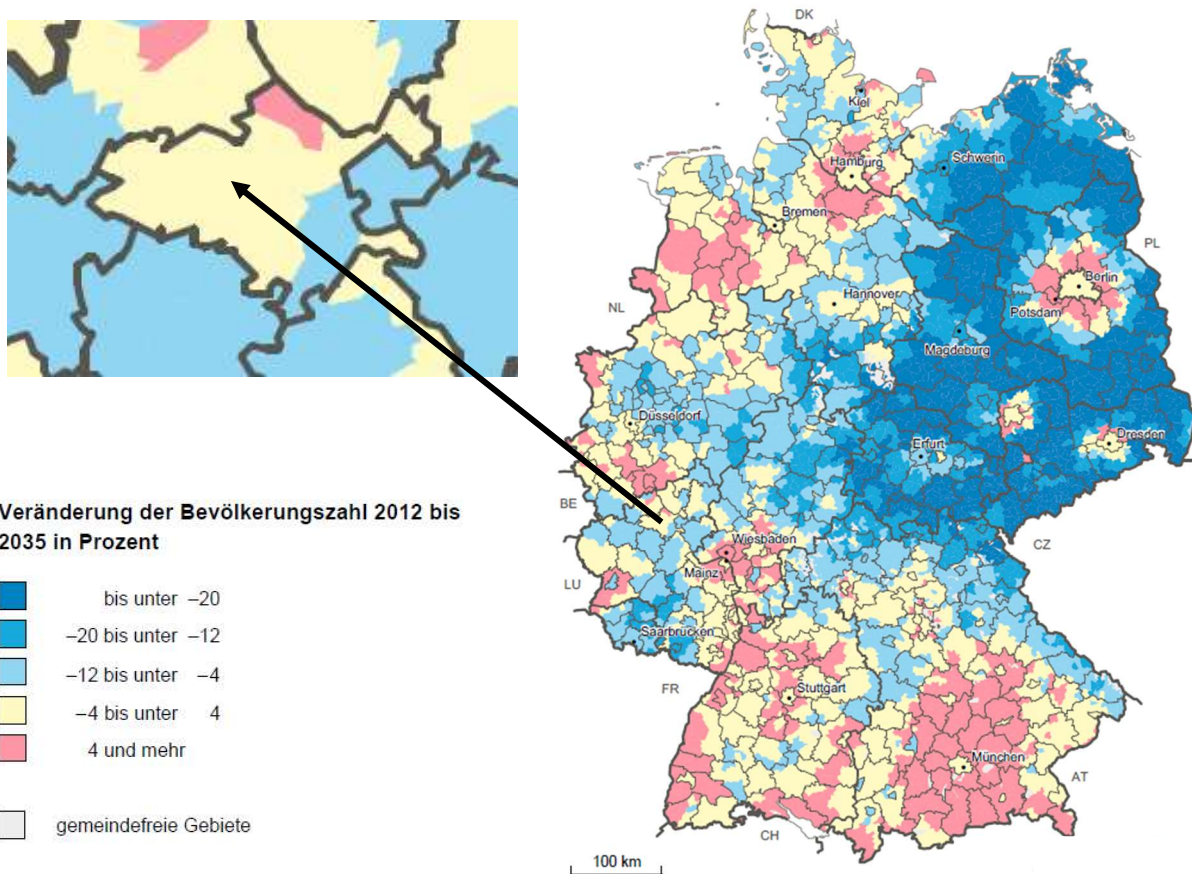 DK
Kiel
Schwerin
Hamburg
Bremen
PL
Berlin
Hannover
NL
Potsdam
Magdeburg
Düsseldorf
Dresden
Erfurt
BE
Wiesbaden
CZ
Mainz
LU
Saarbrücken
FR
Stuttgart
München
AT
CH
100 km
Veränderung der Bevölkerungszahl 2012 bis
2035 in Prozent
bis unter –20
–20 bis unter –12
–12 bis unter –4
–4 bis unter 4
4 und mehr
gemeindefreie Gebiete